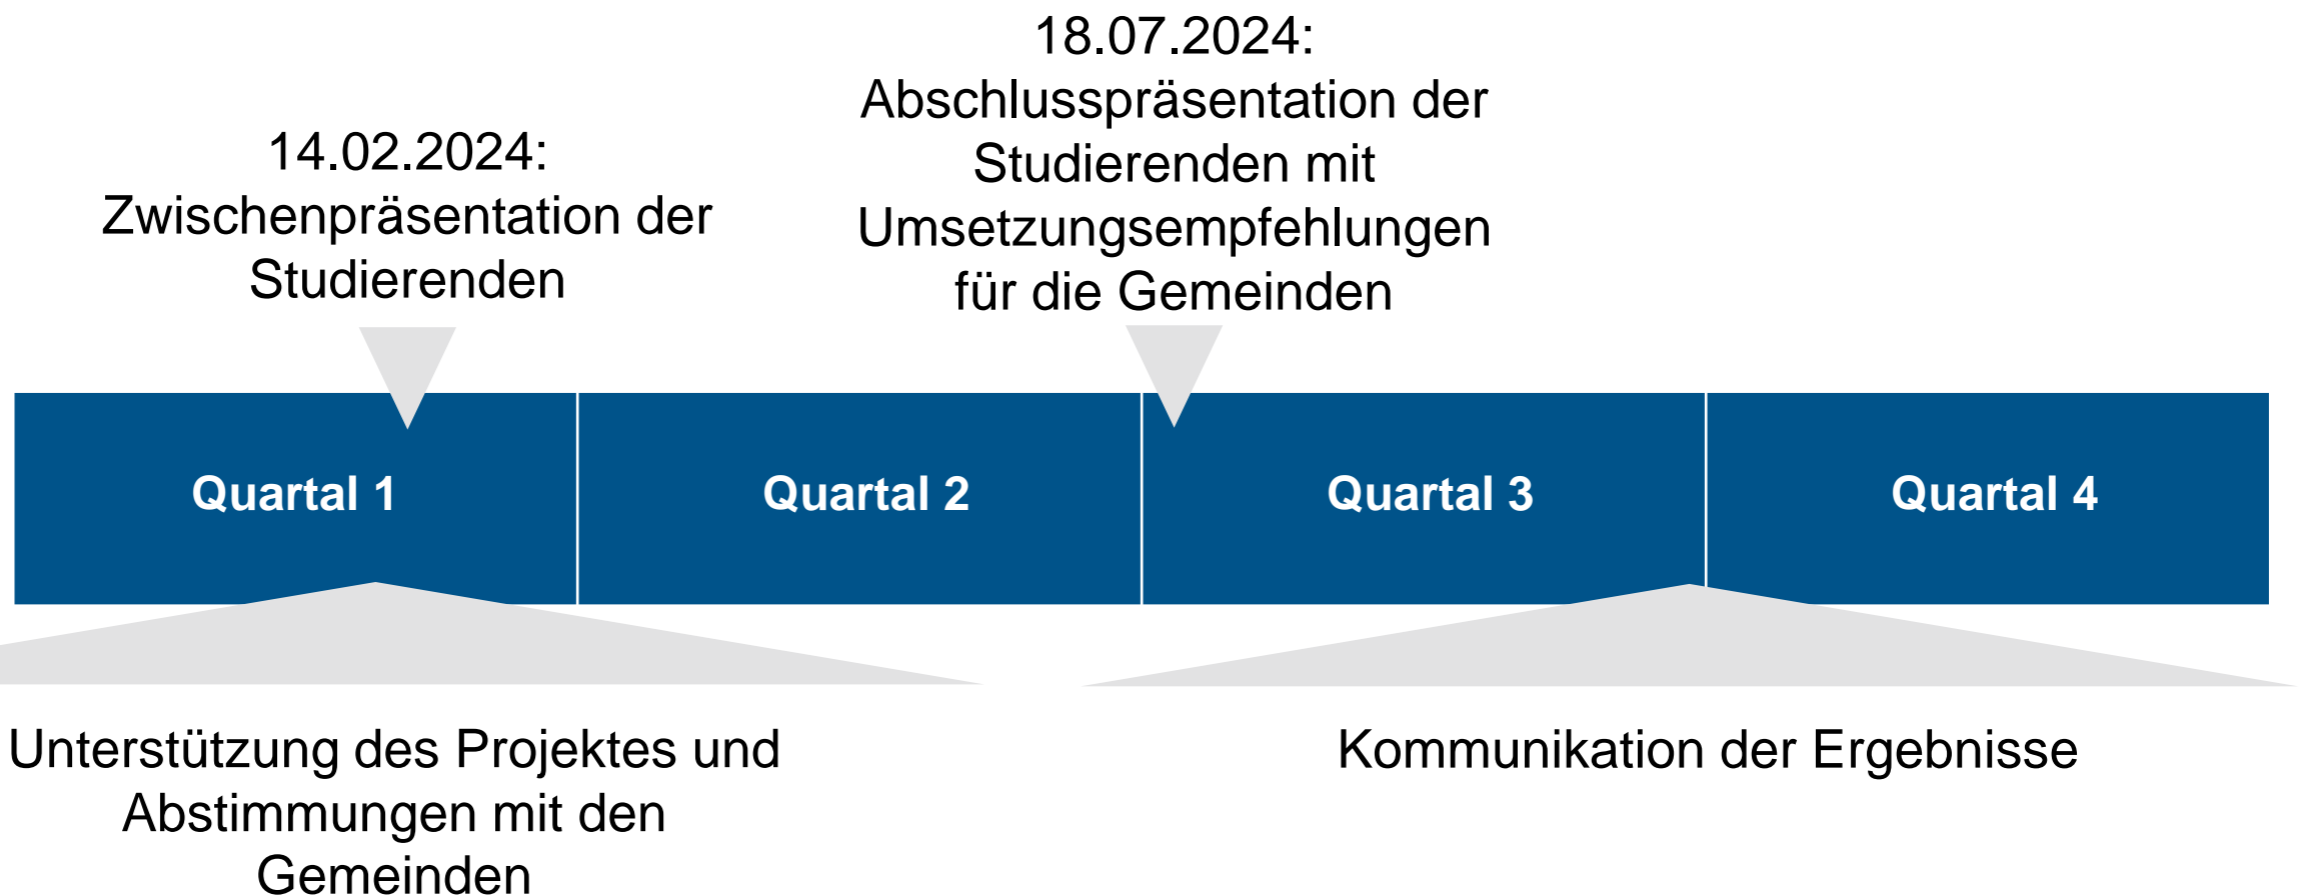 14.02.2024:
Zwischenpräsentation der
Studierenden
18.07.2024:
Abschlusspräsentation der
Studierenden mit
Umsetzungsempfehlungen
für die Gemeinden
Quartal 1
Quartal 2
Quartal 3
Quartal 4
Unterstützung des Projektes und
Abstimmungen mit den
Gemeinden
Kommunikation der Ergebnisse